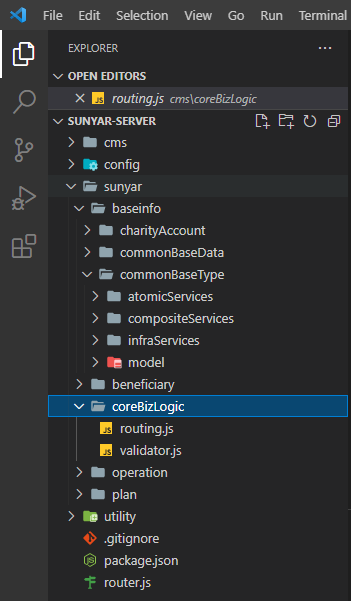 File Edit Selection View Go Run Terminal
EXPLORER
OPEN EDITORS
JS routing.js cms\coreBizLogic
SUNYAR-SERVER
cms
config
sunyar
baseinfo
charityAccount
commonBaseData
commonBaseType
atomicServices
compositeServices
infraServices
model
beneficiary
coreBizLogic
JS routing.js
JS validator.js
operation
plan
utility
.gitignore
package.json
router.js